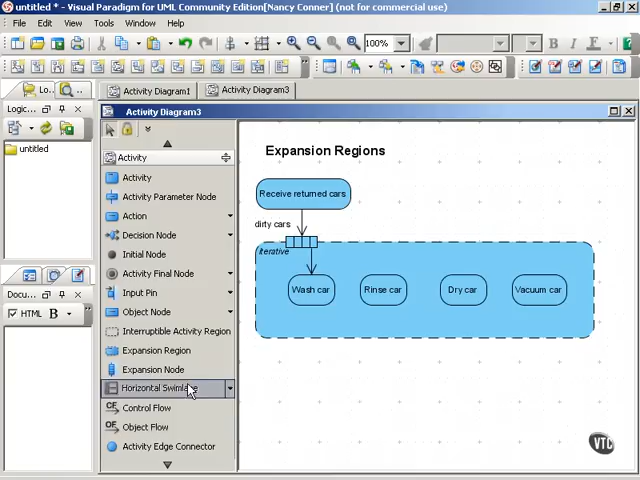 untitled * - Visual Paradigm for UML Community Edition[Nancy Conner] (not for commercial use)
File Edit View Tools Window Help
100%
B I
Lo..
Activity Diagram1
Activity Diagram3
Logic...
untitled
Docu...
HTML B
Activity Diagram3
Activity
Activity
Activity Parameter Node
Action
Decision Node
Initial Node
Activity Final Node
Input Pin
Object Node
Interruptible Activity Region
Expansion Region
Expansion Node
Horizontal Swimlane
CF Control Flow
OF Object Flow
Activity Edge Connector
Expansion Regions
Receive returned cars
dirty cars
iterative
Wash car
Rinse car
Dry car
Vacuum car
VTC